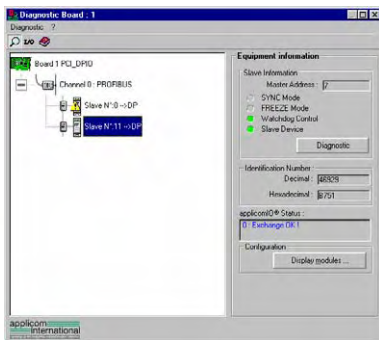 Diagnostic Board : 1
Diagnostic ?
I/O
Board 1 PCI_DPIO
Channel 0 : PROFIBUS
Slave N°:8 -->DP
Slave N°:11 -->DP
Equipment information
Slave Information
Master Address :
SYNC Mode
FREEZE Mode
Watchdog Control
Slave Device
Diagnostic
Identification Number
Decimal : 46929
Hexadecimal :
applicomIO® Status :
0 : Exchange OK !
Configuration
Display modules ...
applicom
international